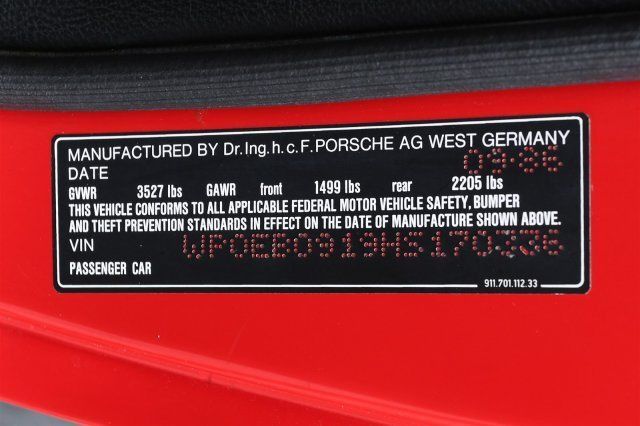 MANUFACTURED BY Dr.Ing.h.c.F.PORSCHE AG WEST GERMANY
DATE 09-86
GVWR 3527 lbs GAWR front 1499 lbs rear 2205 lbs
THIS VEHICLE CONFORMS TO ALL APPLICABLE FEDERAL MOTOR VEHICLE SAFETY, BUMPER
AND THEFT PREVENTION STANDARDS IN EFFECT ON THE DATE OF MANUFACTURE SHOWN ABOVE.
VIN WP0EB0919HS170336
PASSENGER CAR
911.701.112.33